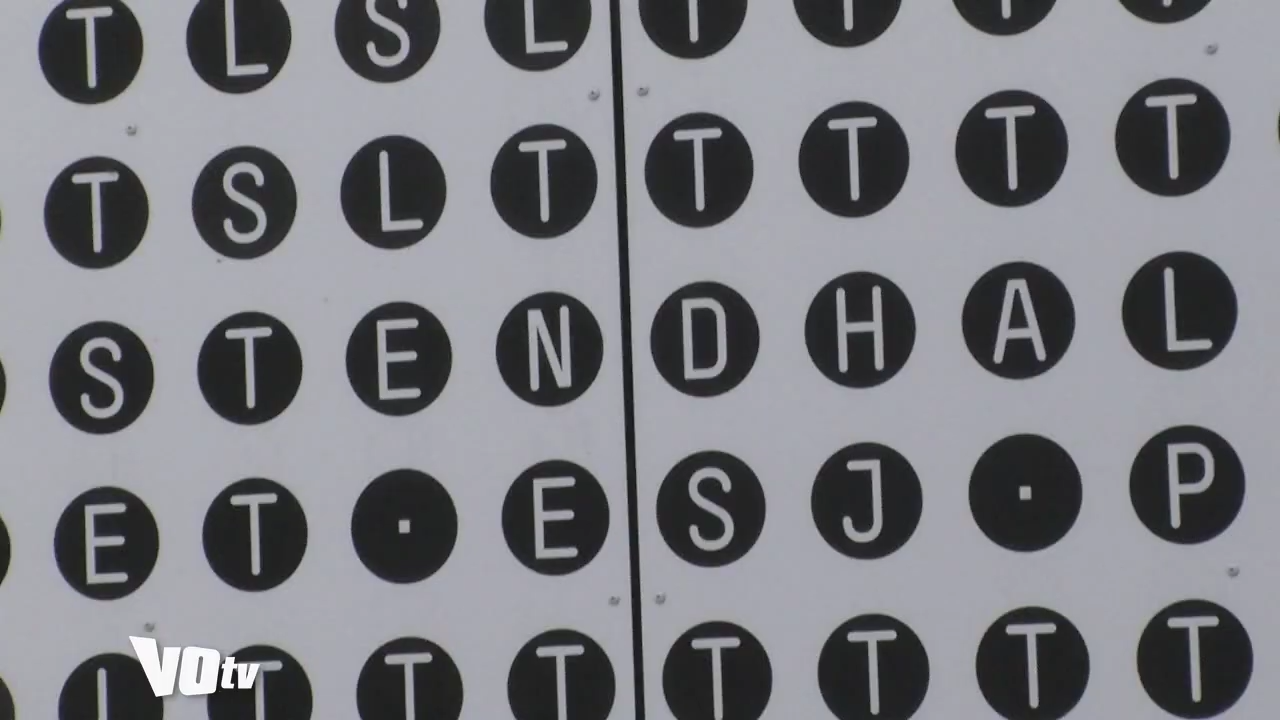 T L S L T T T T
T S L T T T T T
S T E N D H A L
E T · E S J · P
T T T T T T T
VOtv